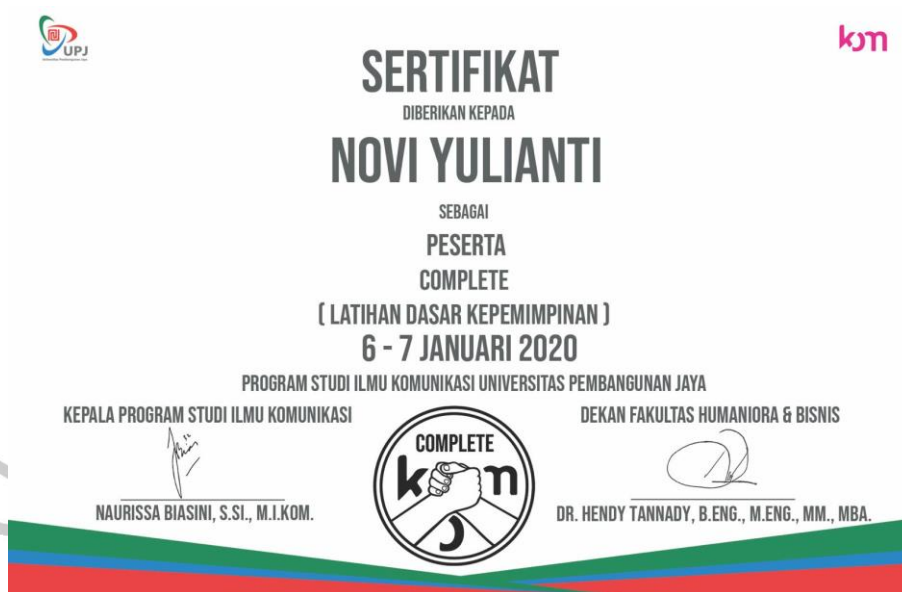 UPJ
kom
SERTIFIKAT
DIBERIKAN KEPADA
NOVI YULIANTI
SEBAGAI
PESERTA
COMPLETE
( LATIHAN DASAR KEPEMIMPINAN )
6 - 7 JANUARI 2020
PROGRAM STUDI ILMU KOMUNIKASI UNIVERSITAS PEMBANGUNAN JAYA
KEPALA PROGRAM STUDI ILMU KOMUNIKASI
NAURISSA BIASINI, S.SI., M.I.KOM.
COMPLETE
kom
DEKAN FAKULTAS HUMANIORA & BISNIS
DR. HENDY TANNADY, B.ENG., M.ENG., MM., MBA.